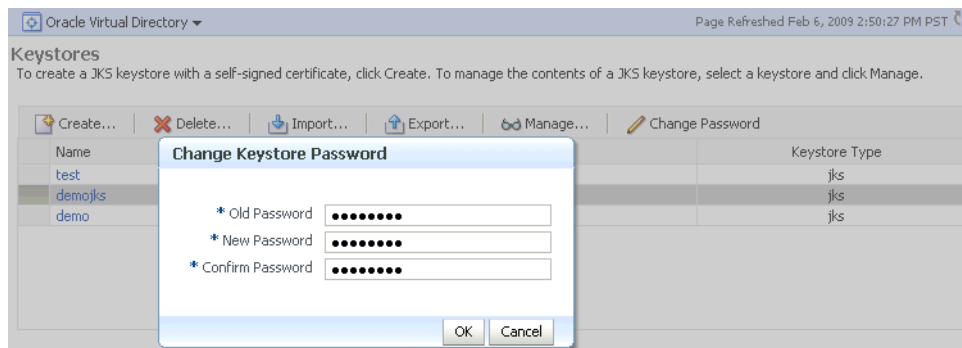 Oracle Virtual Directory
Page Refreshed Feb 6, 2009 2:50:27 PM PST
Keystores
To create a JKS keystore with a self-signed certificate, click Create. To manage the contents of a JKS keystore, select a keystore and click Manage.
Create... Delete... Import... Export... Manage... Change Password
Name Keystore Type
Change Keystore Password
test jks
demojks jks
demo jks
* Old Password ●●●●●●●●
* New Password ●●●●●●●●
* Confirm Password ●●●●●●●●
OK Cancel